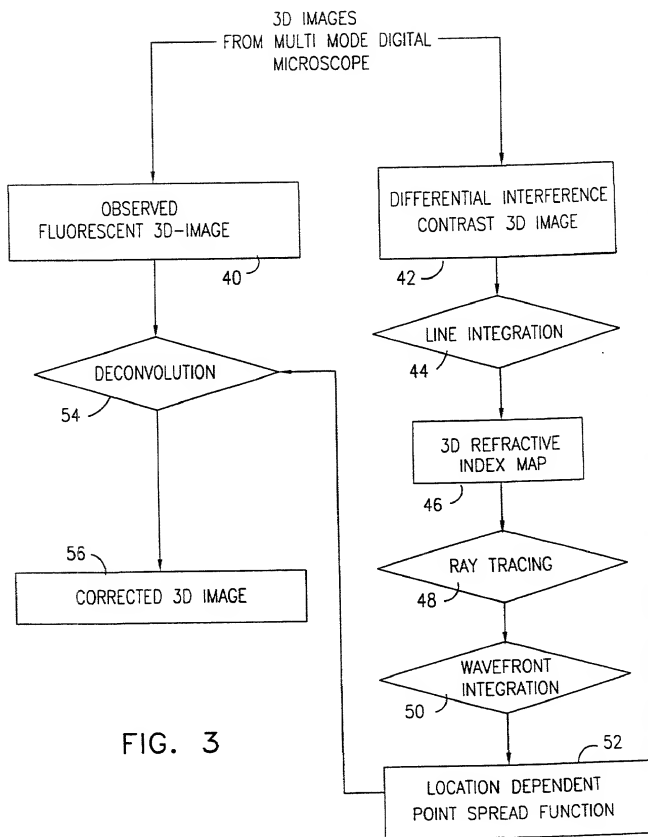 3D IMAGES
FROM MULTI MODE DIGITAL
MICROSCOPE
OBSERVED
FLUORESCENT 3D-IMAGE
40
DIFFERENTIAL INTERFERENCE
CONTRAST 3D IMAGE
42
LINE INTEGRATION
44
DECONVOLUTION
54
3D REFRACTIVE
INDEX MAP
46
56
CORRECTED 3D IMAGE
RAY TRACING
48
WAVEFRONT
INTEGRATION
50
FIG. 3
52
LOCATION DEPENDENT
POINT SPREAD FUNCTION